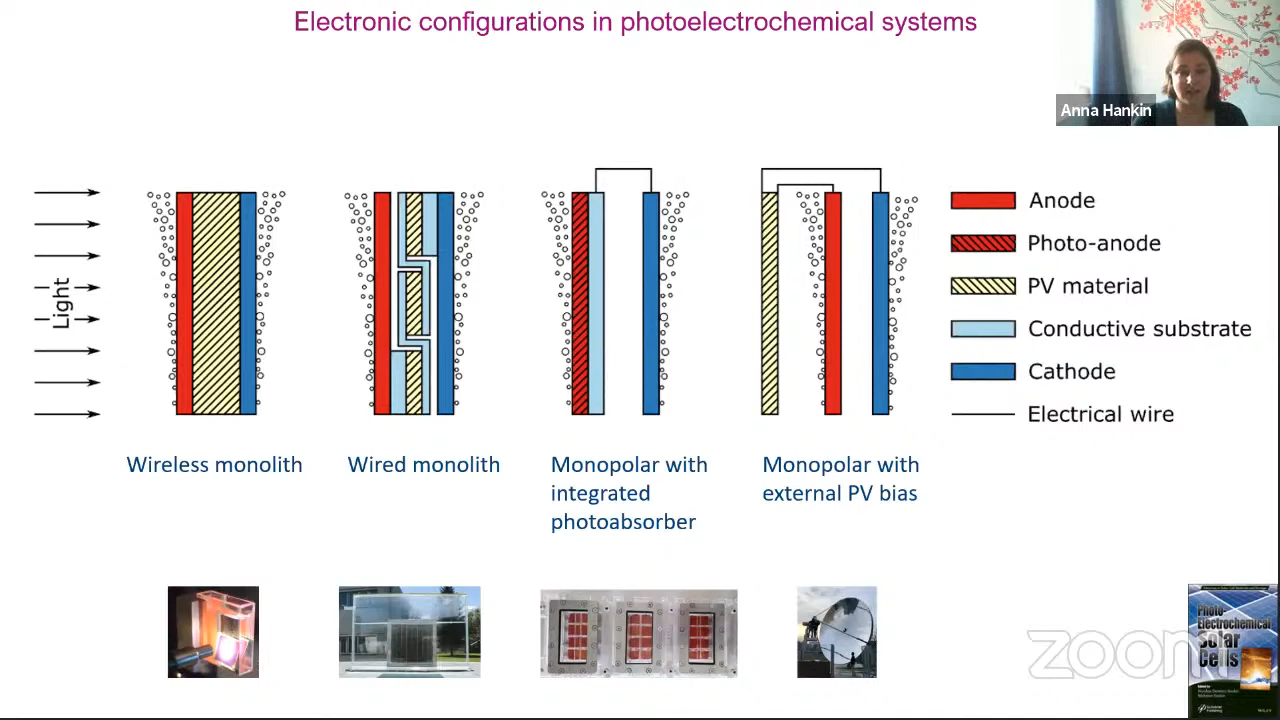 Electronic configurations in photoelectrochemical systems
Anna Hankin
Light
Anode
Photo-anode
PV material
Conductive substrate
Cathode
Electrical wire
Wireless monolith
Wired monolith
Monopolar with
integrated
photoabsorber
Monopolar with
external PV bias
Photo-
Electrochemical
Solar
Cells
zoom